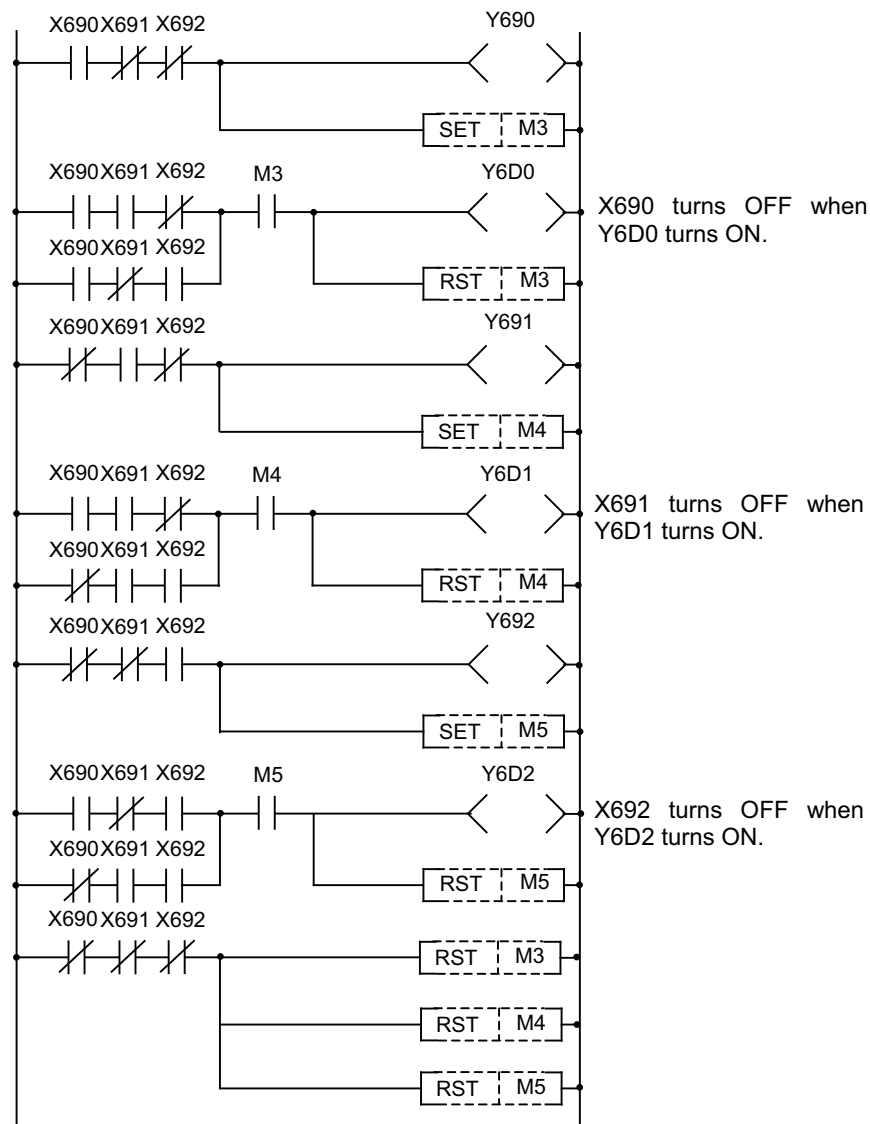 X690 X691 X692 Y690
SET M3
X690 X691 X692 M3 Y6D0
X690 turns OFF when
Y6D0 turns ON.
X690 X691 X692
RST M3
X690 X691 X692 Y691
SET M4
X690 X691 X692 M4 Y6D1
X691 turns OFF when
Y6D1 turns ON.
X690 X691 X692
RST M4
X690 X691 X692 Y692
SET M5
X690 X691 X692 M5 Y6D2
X692 turns OFF when
Y6D2 turns ON.
X690 X691 X692
RST M5
X690 X691 X692
RST M3
RST M4
RST M5